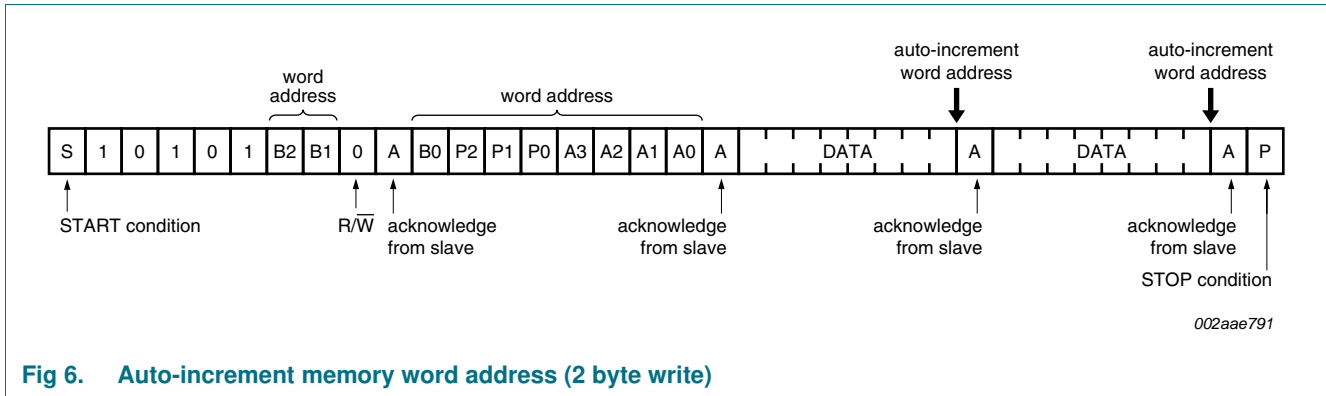 auto-increment
word address
auto-increment
word address
word
address
word address
S 1 0 1 0 1 B2 B1 0 A B0 P2 P1 P0 A3 A2 A1 A0 A DATA A DATA A P
START condition
R/W̅
acknowledge
from slave
acknowledge
from slave
acknowledge
from slave
acknowledge
from slave
STOP condition
002aae791
Fig 6. Auto-increment memory word address (2 byte write)